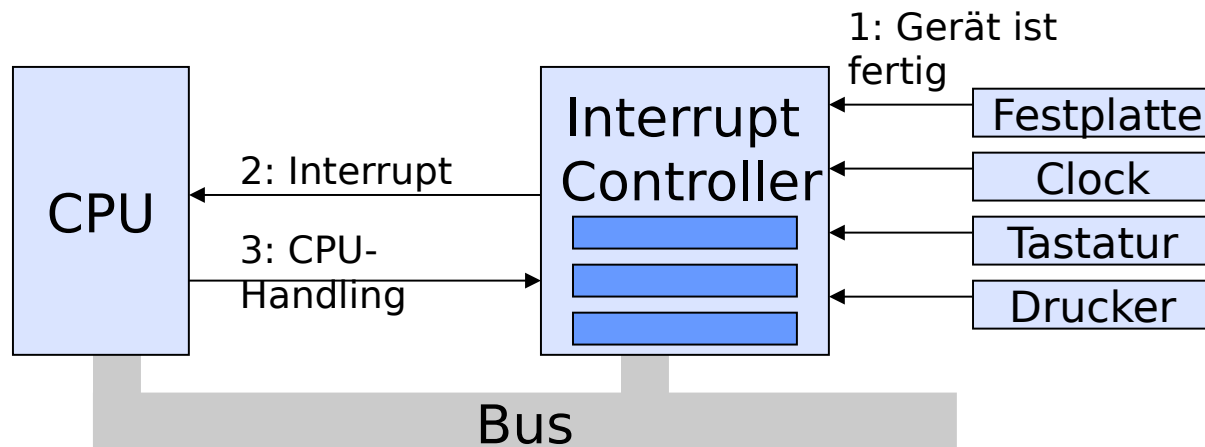 1: Gerät ist
fertig
CPU
2: Interrupt
3: CPU-
Handling
Interrupt
Controller
Festplatte
Clock
Tastatur
Drucker
Bus